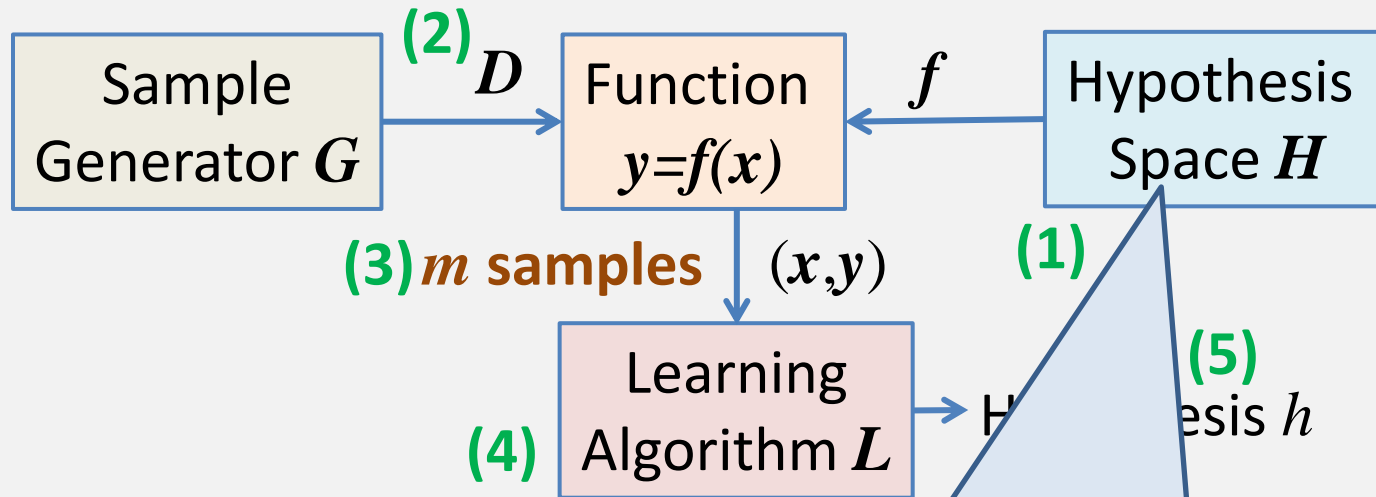 (2) D
Sample
Generator G
Function
y=f(x)
f
Hypothesis
Space H
(3) m samples
(x,y)
(1)
Learning
Algorithm L
(4)
(5)
h